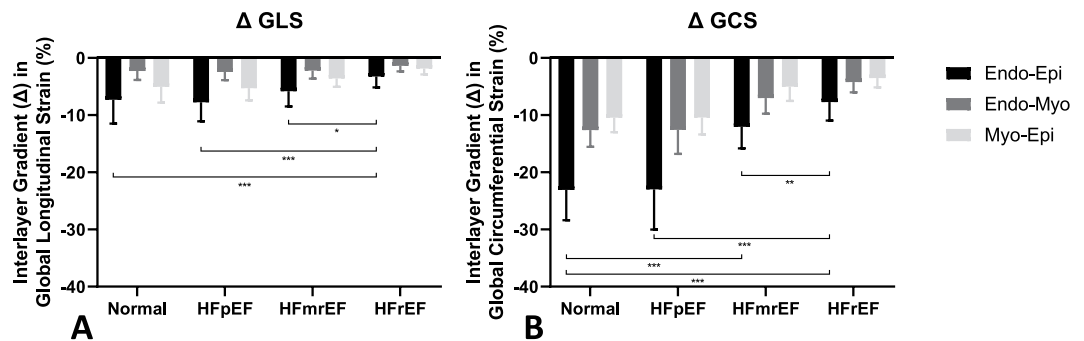 Δ GLS
Interlayer Gradient (Δ) in
Global Longitudinal Strain (%)
0
-10
-20
-30
-40
*
***
***
Normal
HFpEF
HFmrEF
HFrEF
A
Δ GCS
Interlayer Gradient (Δ) in
Global Circumferential Strain (%)
0
-10
-20
-30
-40
**
***
***
***
Normal
HFpEF
HFmrEF
HFrEF
B
Endo-Epi
Endo-Myo
Myo-Epi